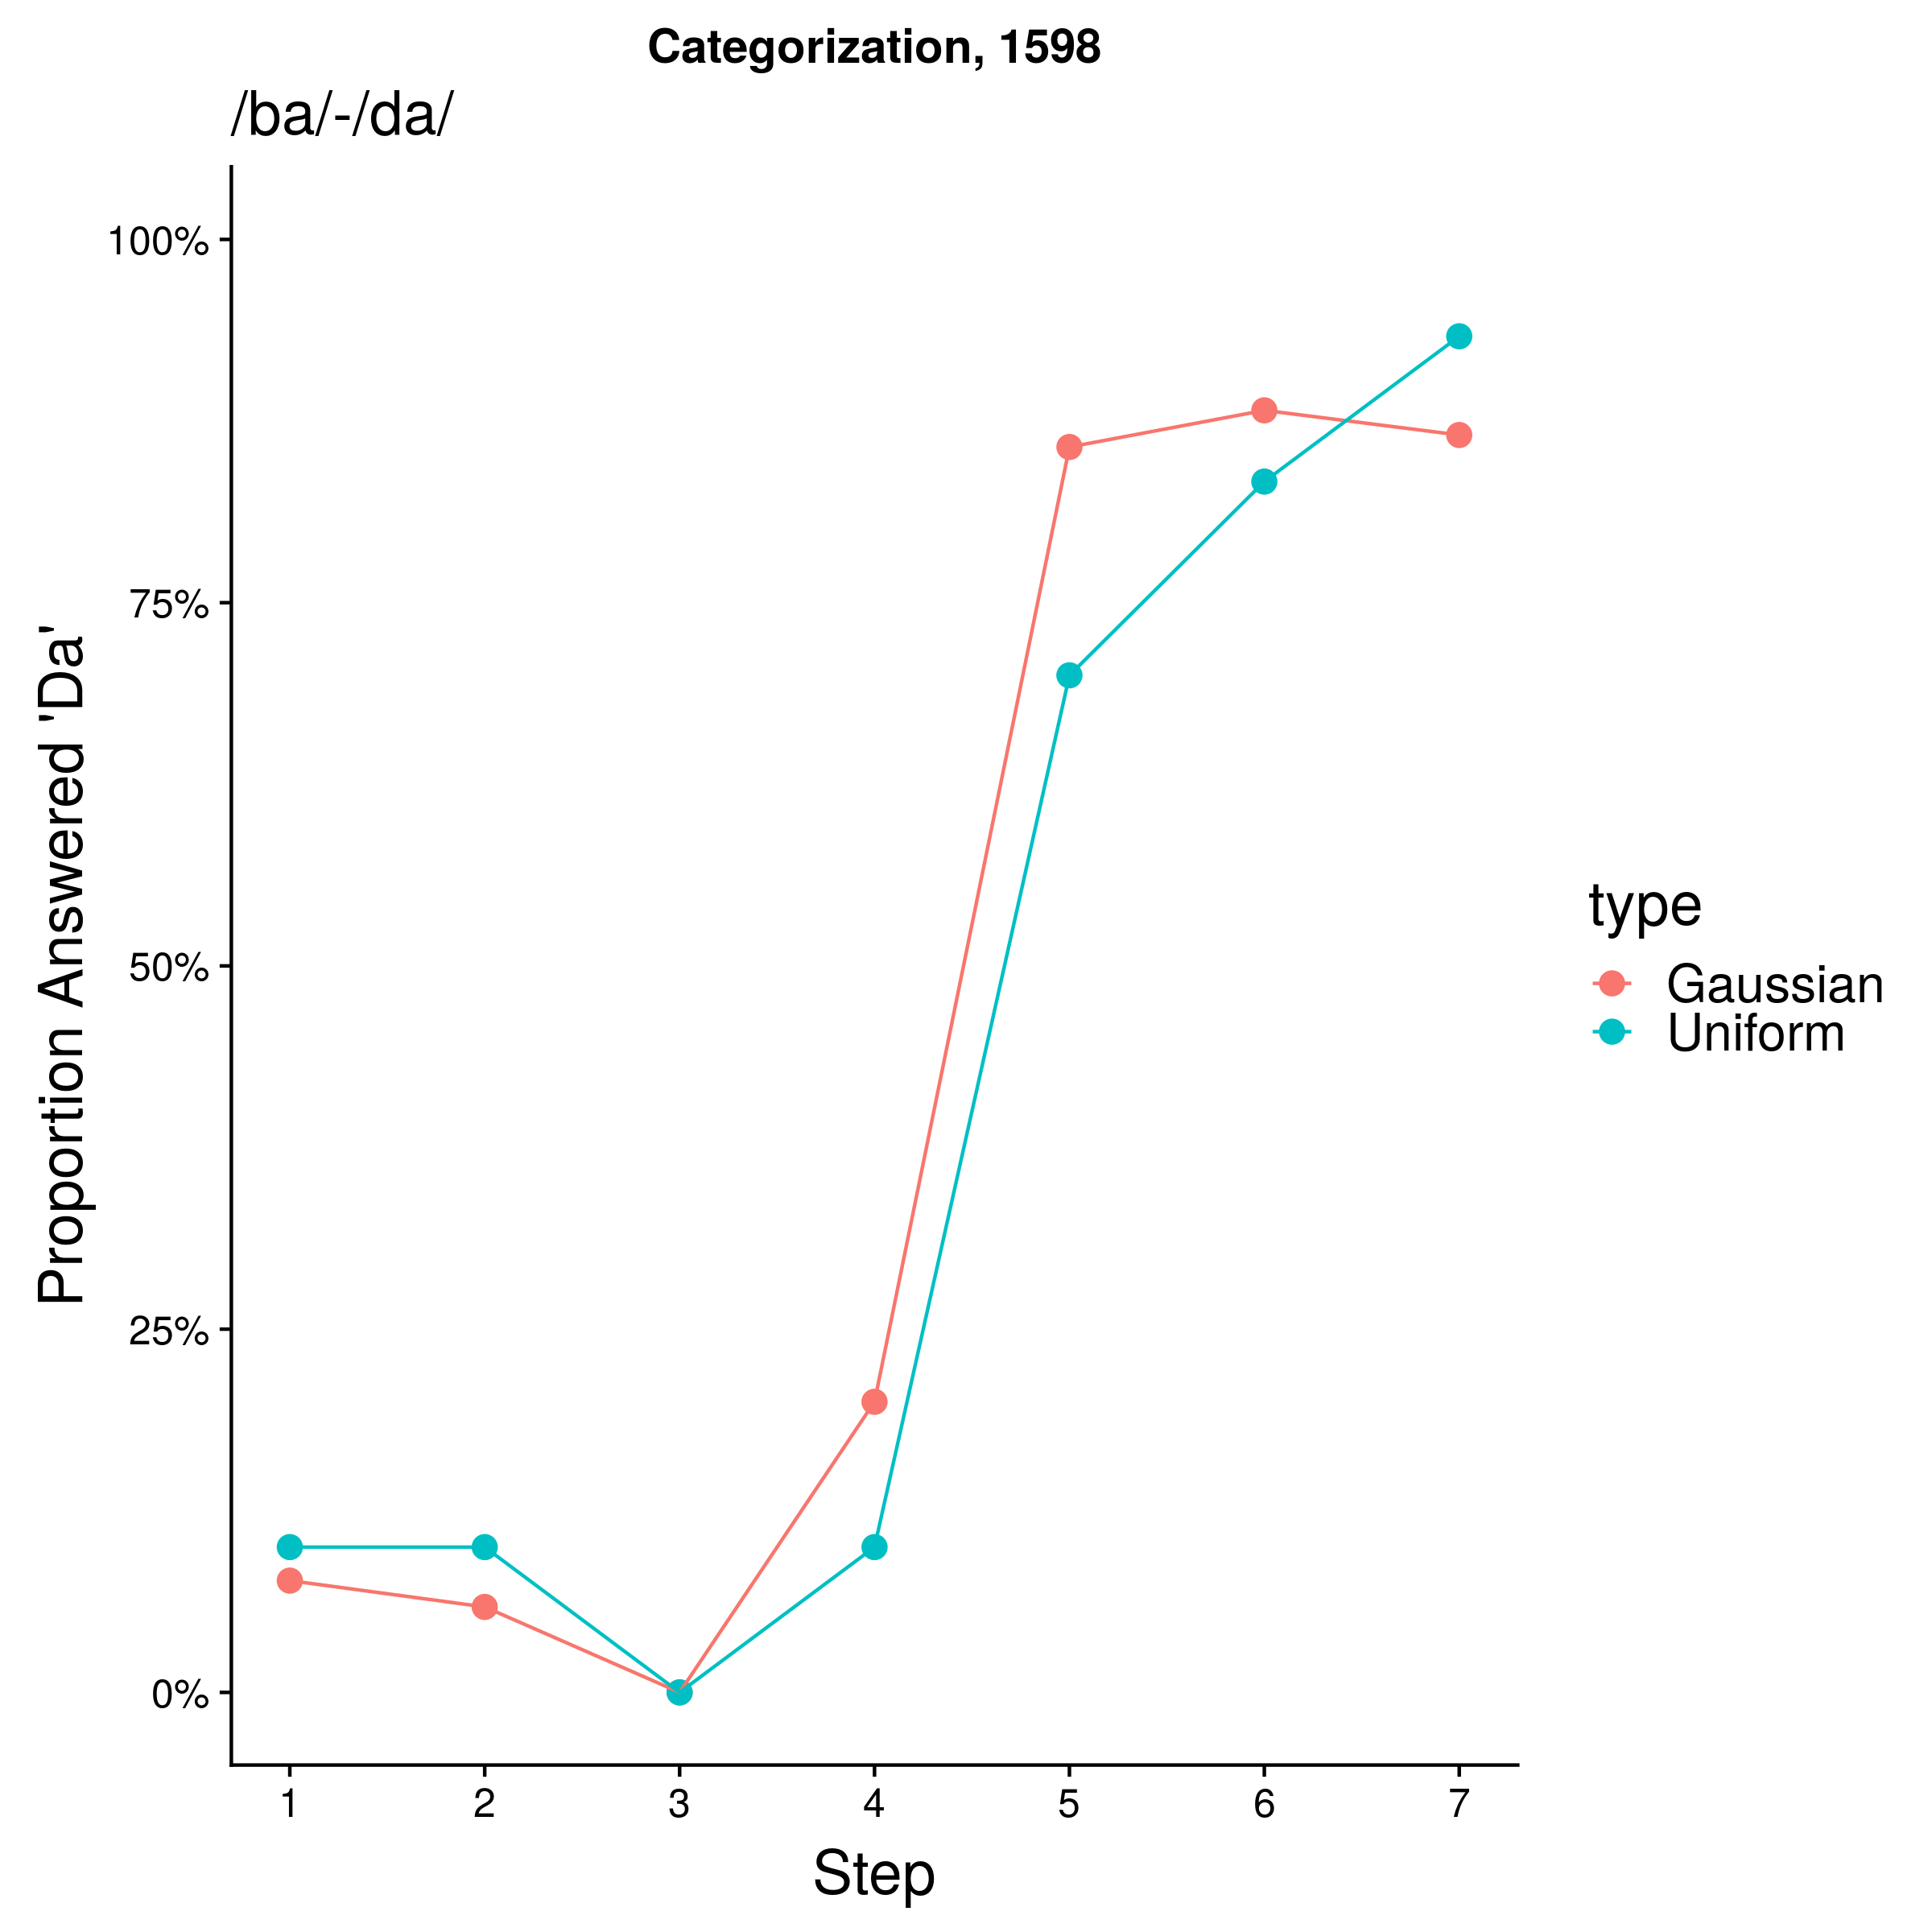 Categorization, 1598
/ba/-/da/
Proportion Answered 'Da'
100%
75%
50%
25%
0%
1 2 3 4 5 6 7
Step
type
Gaussian
Uniform